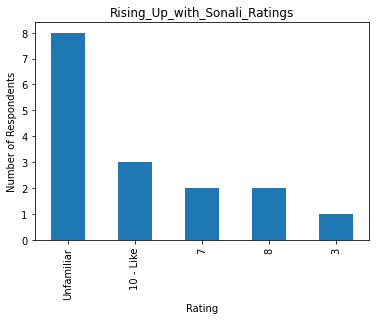 Rising_Up_with_Sonali_Ratings
Number of Respondents
8
7
6
5
4
3
2
1
0
Unfamiliar
10 - Like
7
8
3
Rating